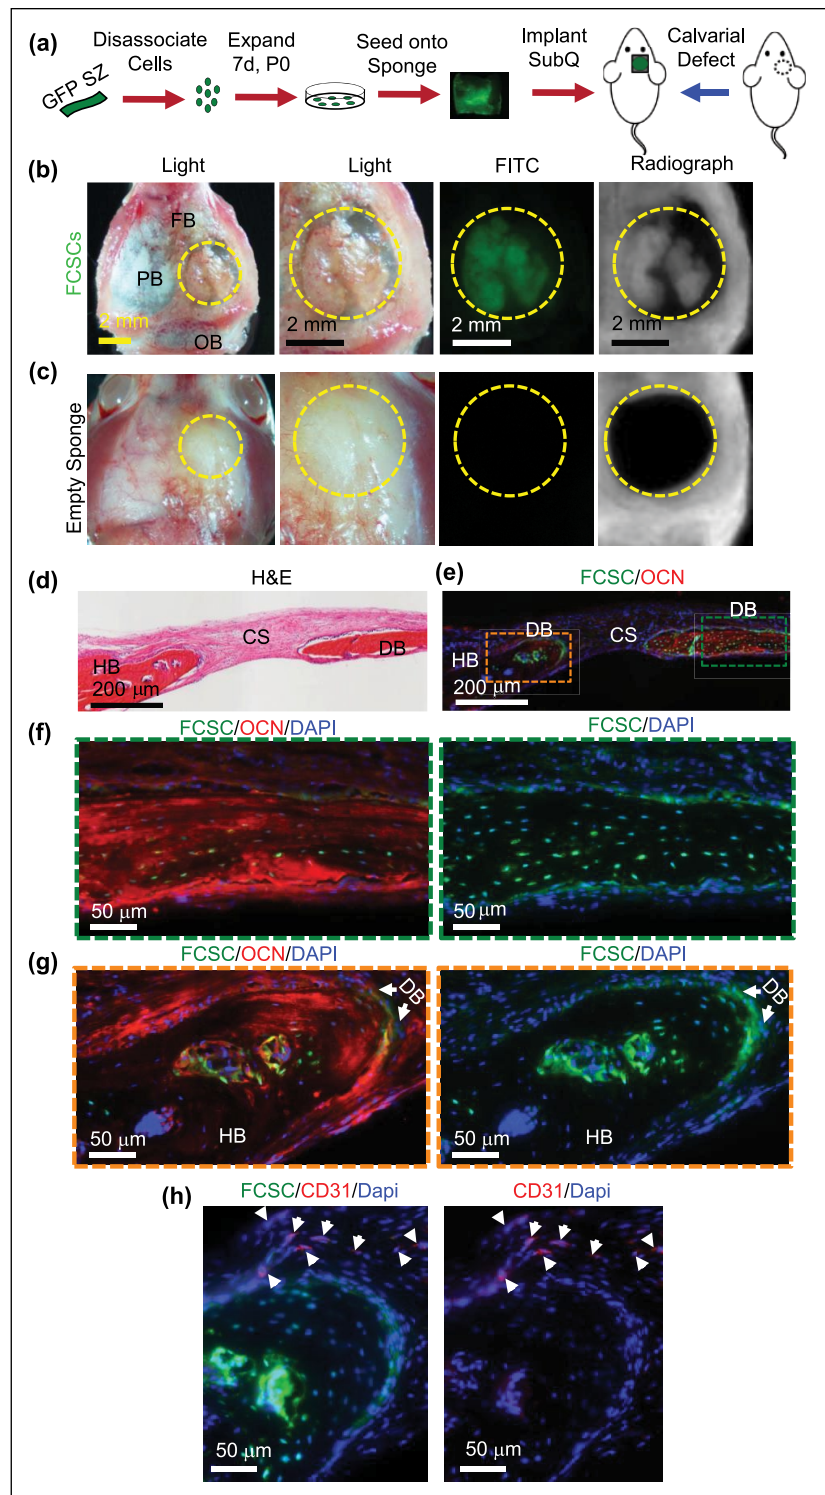 (a)
Disassociate
Cells
Expand
7d, P0
Seed onto
Sponge
Implant
SubQ
Calvarial
Defect
GFP SZ
(b)
Light
Light
FITC
Radiograph
FCSCs
FB
PB
OB
2 mm
2 mm
2 mm
2 mm
(c)
Empty Sponge
(d)
H&E
HB
CS
DB
200 μm
(e)
FCSC/OCN
HB
DB
CS
DB
200 μm
(f)
FCSC/OCN/DAPI
FCSC/DAPI
50 μm
50 μm
(g)
FCSC/OCN/DAPI
FCSC/DAPI
DB
DB
HB
HB
50 μm
50 μm
(h)
FCSC/CD31/Dapi
CD31/Dapi
50 μm
50 μm